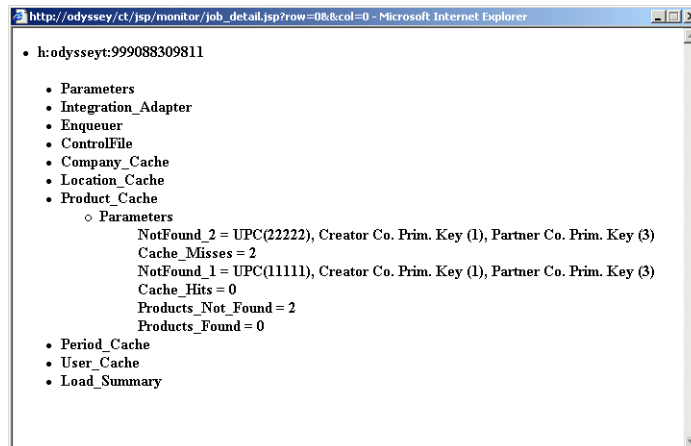 http://odyssey/ct/jsp/monitor/job_detail.jsp?row=0&&col=0 - Microsoft Internet Explorer
h:odysseyt:999088309811
Parameters
Integration_Adapter
Enqueuer
ControlFile
Company_Cache
Location_Cache
Product_Cache
Parameters
NotFound_2 = UPC(22222), Creator Co. Prim. Key (1), Partner Co. Prim. Key (3)
Cache_Misses = 2
NotFound_1 = UPC(11111), Creator Co. Prim. Key (1), Partner Co. Prim. Key (3)
Cache_Hits = 0
Products_Not_Found = 2
Products_Found = 0
Period_Cache
User_Cache
Load_Summary